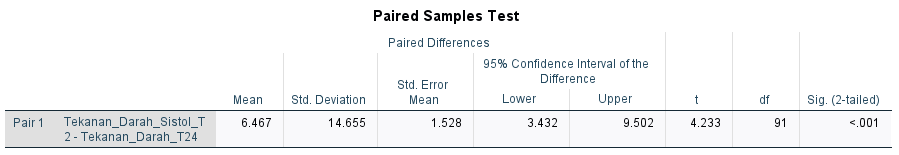 Paired Samples Test
Paired Differences
95% Confidence Interval of the
Difference
Std. Error
Mean
Mean Std. Deviation Lower Upper t df Sig. (2-tailed)
Pair 1 Tekanan_Darah_Sistol_T 6.467 14.655 1.528 3.432 9.502 4.233 91 <.001
2 - Tekanan_Darah_T24